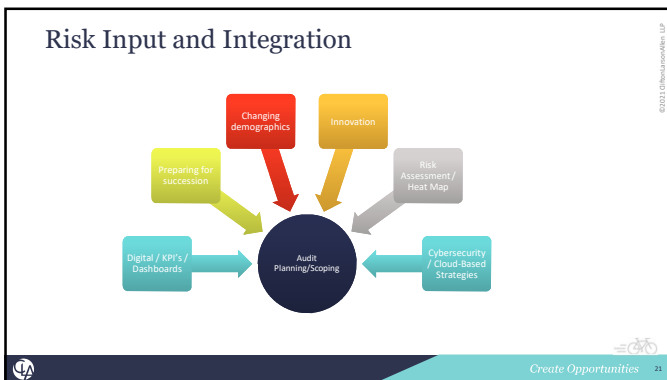 Risk Input and Integration
©2021 CliftonLarsonAllen LLP
Changing
demographics
Innovation
Preparing for
succession
Risk
Assessment /
Heat Map
Digital / KPI's /
Dashboards
Audit
Planning/Scoping
Cybersecurity
/ Cloud-Based
Strategies
CLA
Create Opportunities
21